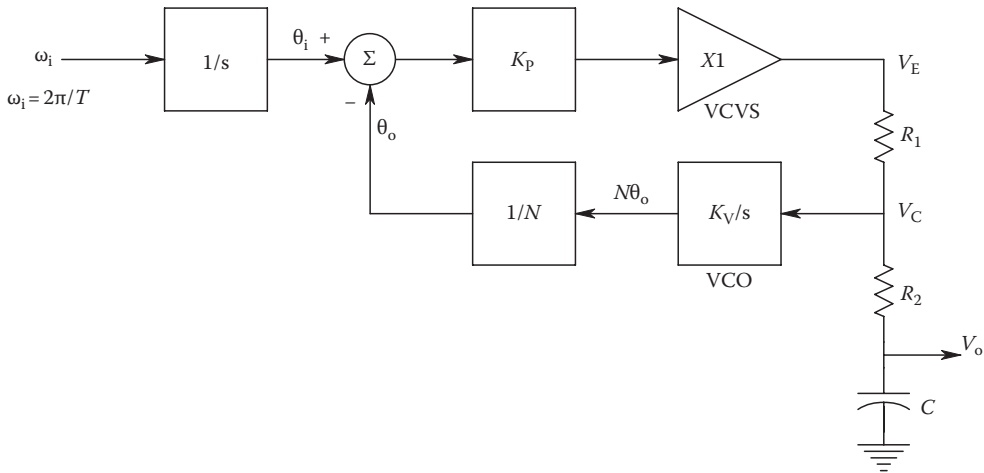 ωi
ωi = 2π/T
1/s
θi +
Σ
−
θo
KP
X1
VCVS
VE
R1
1/N
Nθo
KV/s
VCO
VC
R2
Vo
C